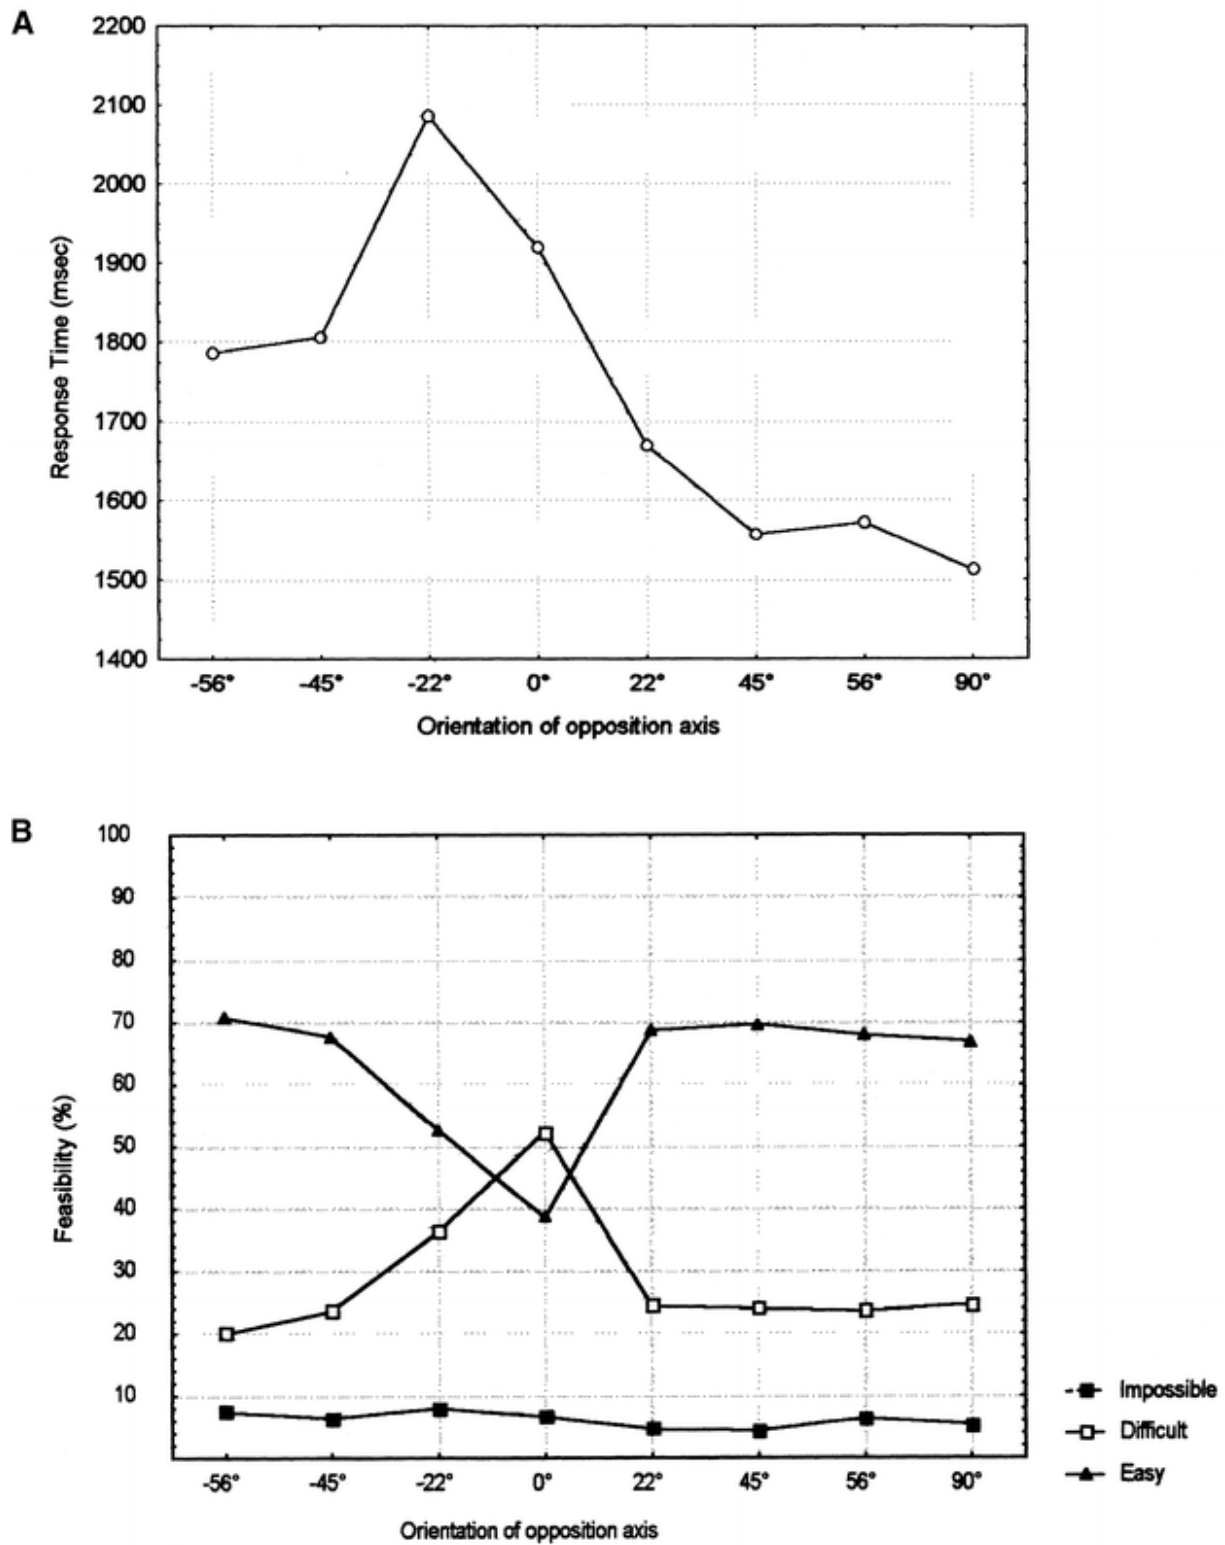 A
2200
2100
2000
1900
1800
1700
1600
1500
1400
Response Time (msec)
-56° -45° -22° 0° 22° 45° 56° 90°
Orientation of opposition axis
B
100
90
80
70
60
50
40
30
20
10
Feasibility (%)
-56° -45° -22° 0° 22° 45° 56° 90°
Orientation of opposition axis
Impossible
Difficult
Easy